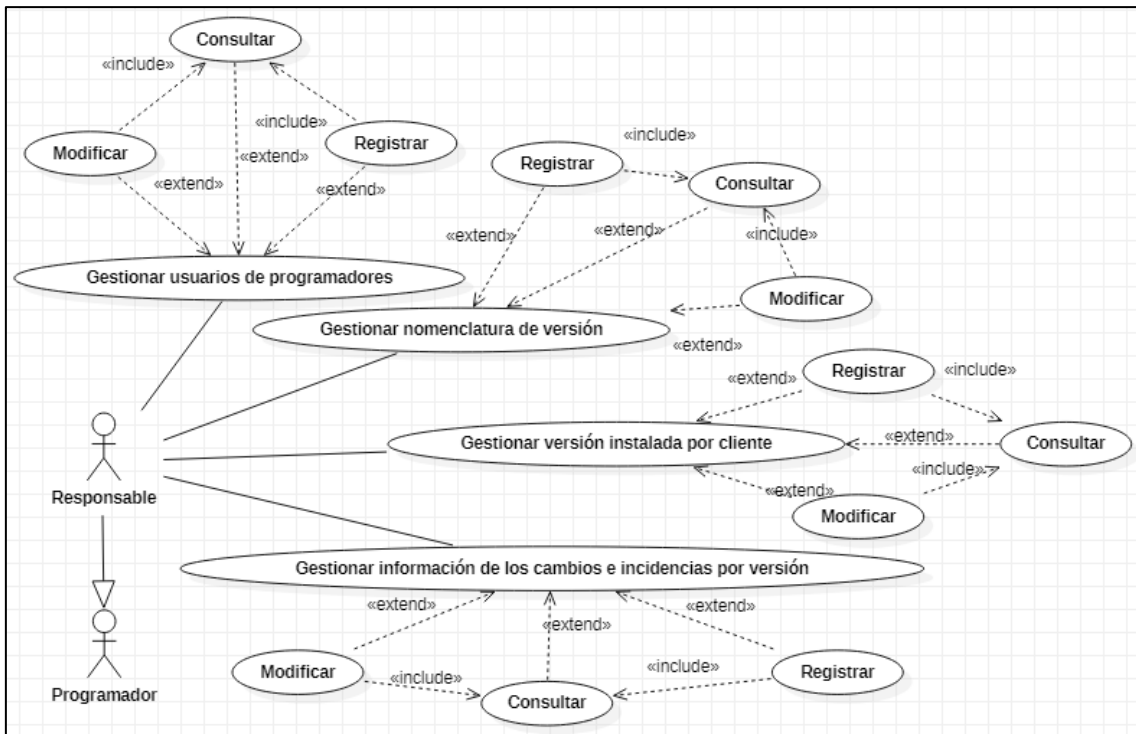 Consultar
«include»
«include»
Modificar
Registrar
«extend»
«extend»
«extend»
Gestionar usuarios de programadores
Registrar
«include»
Consultar
«extend»
«extend»
«include»
Modificar
Gestionar nomenclatura de versión
«extend»
Registrar
«extend»
«include»
Gestionar versión instalada por cliente
«extend»
Consultar
«include»
«extend»
Modificar
Responsable
Gestionar información de los cambios e incidencias por versión
«extend»
«extend»
«extend»
Modificar
«include»
Consultar
«include»
Registrar
Programador